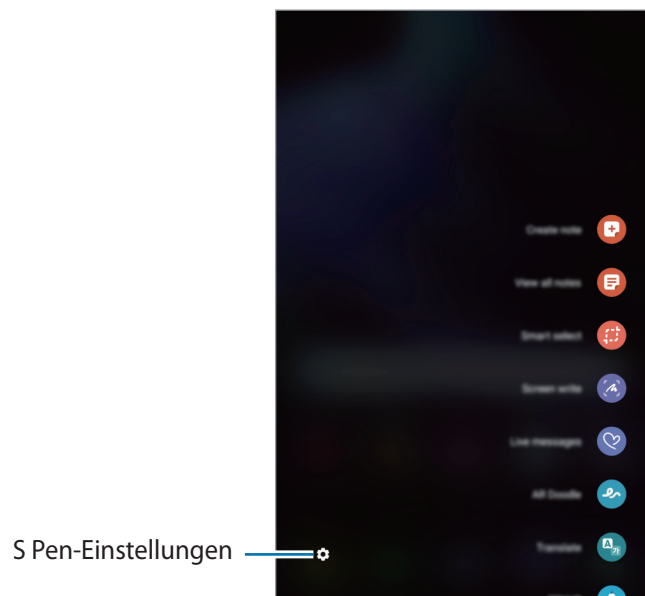 Create note
View all notes
Smart select
Screen write
Live messages
AR Doodle
Translate
S Pen-Einstellungen